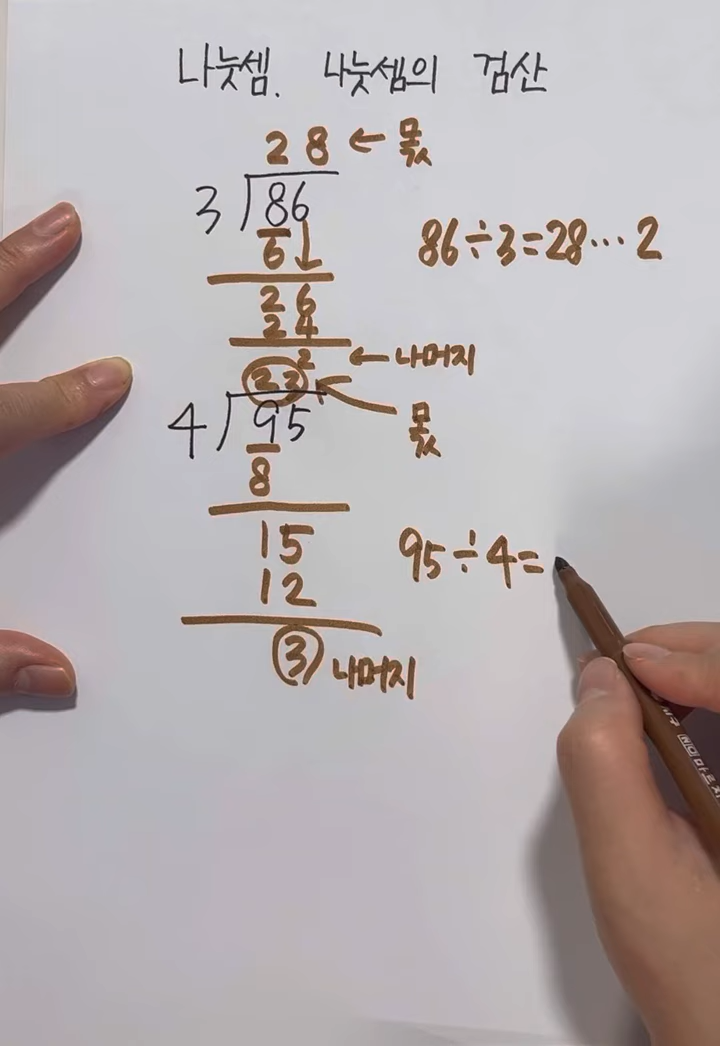 나눗셈. 나눗셈의 검산
28 ← 몫
3 86
6 ↓
86÷3=28…2
26
24
2 ← 나머지
23 ← 몫
4 95
8
15
12
95÷4=
3 나머지